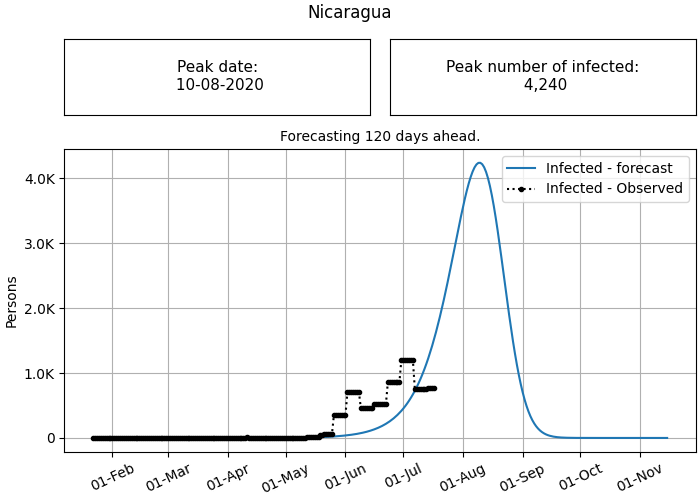 Nicaragua
Peak date:
10-08-2020
Peak number of infected:
4,240
Forecasting 120 days ahead.
Infected - forecast
Infected - Observed
4.0K
3.0K
2.0K
1.0K
0
Persons
01-Feb
01-Mar
01-Apr
01-May
01-Jun
01-Jul
01-Aug
01-Sep
01-Oct
01-Nov